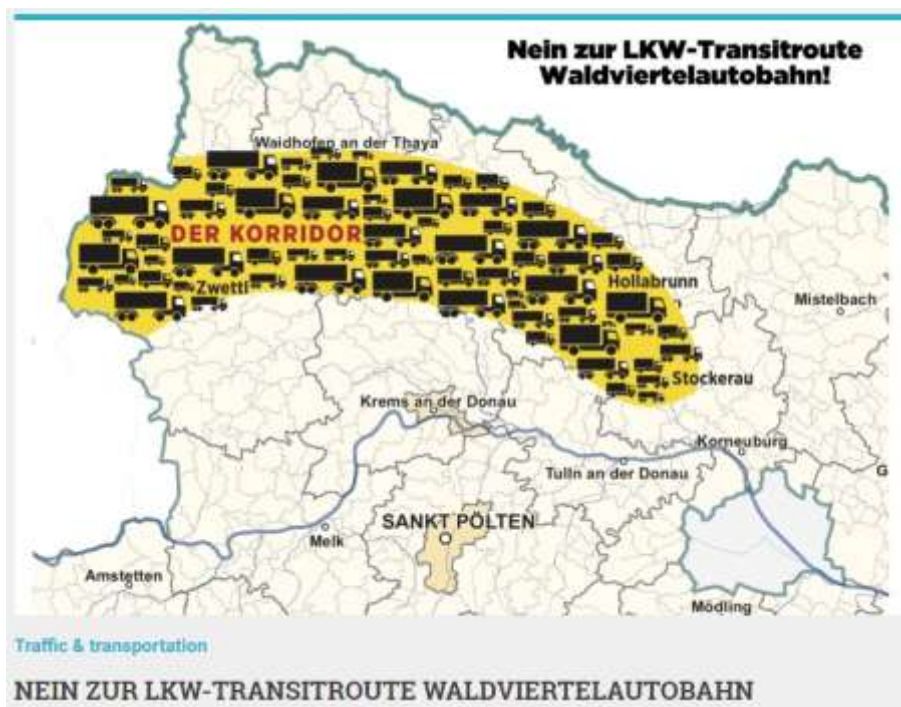 Nein zur LKW-Transitroute
Waldviertelautobahn!
Waidhofen an der Thaya
DER KORRIDOR
Zwettl
Hollabrunn
Mistelbach
Stockerau
Krems an der Donau
Korneuburg
Tulln an der Donau
G
SANKT PÖLTEN
Melk
Amstetten
Mödling
Traffic & transportation
NEIN ZUR LKW-TRANSITROUTE WALDVIERTELAUTOBAHN